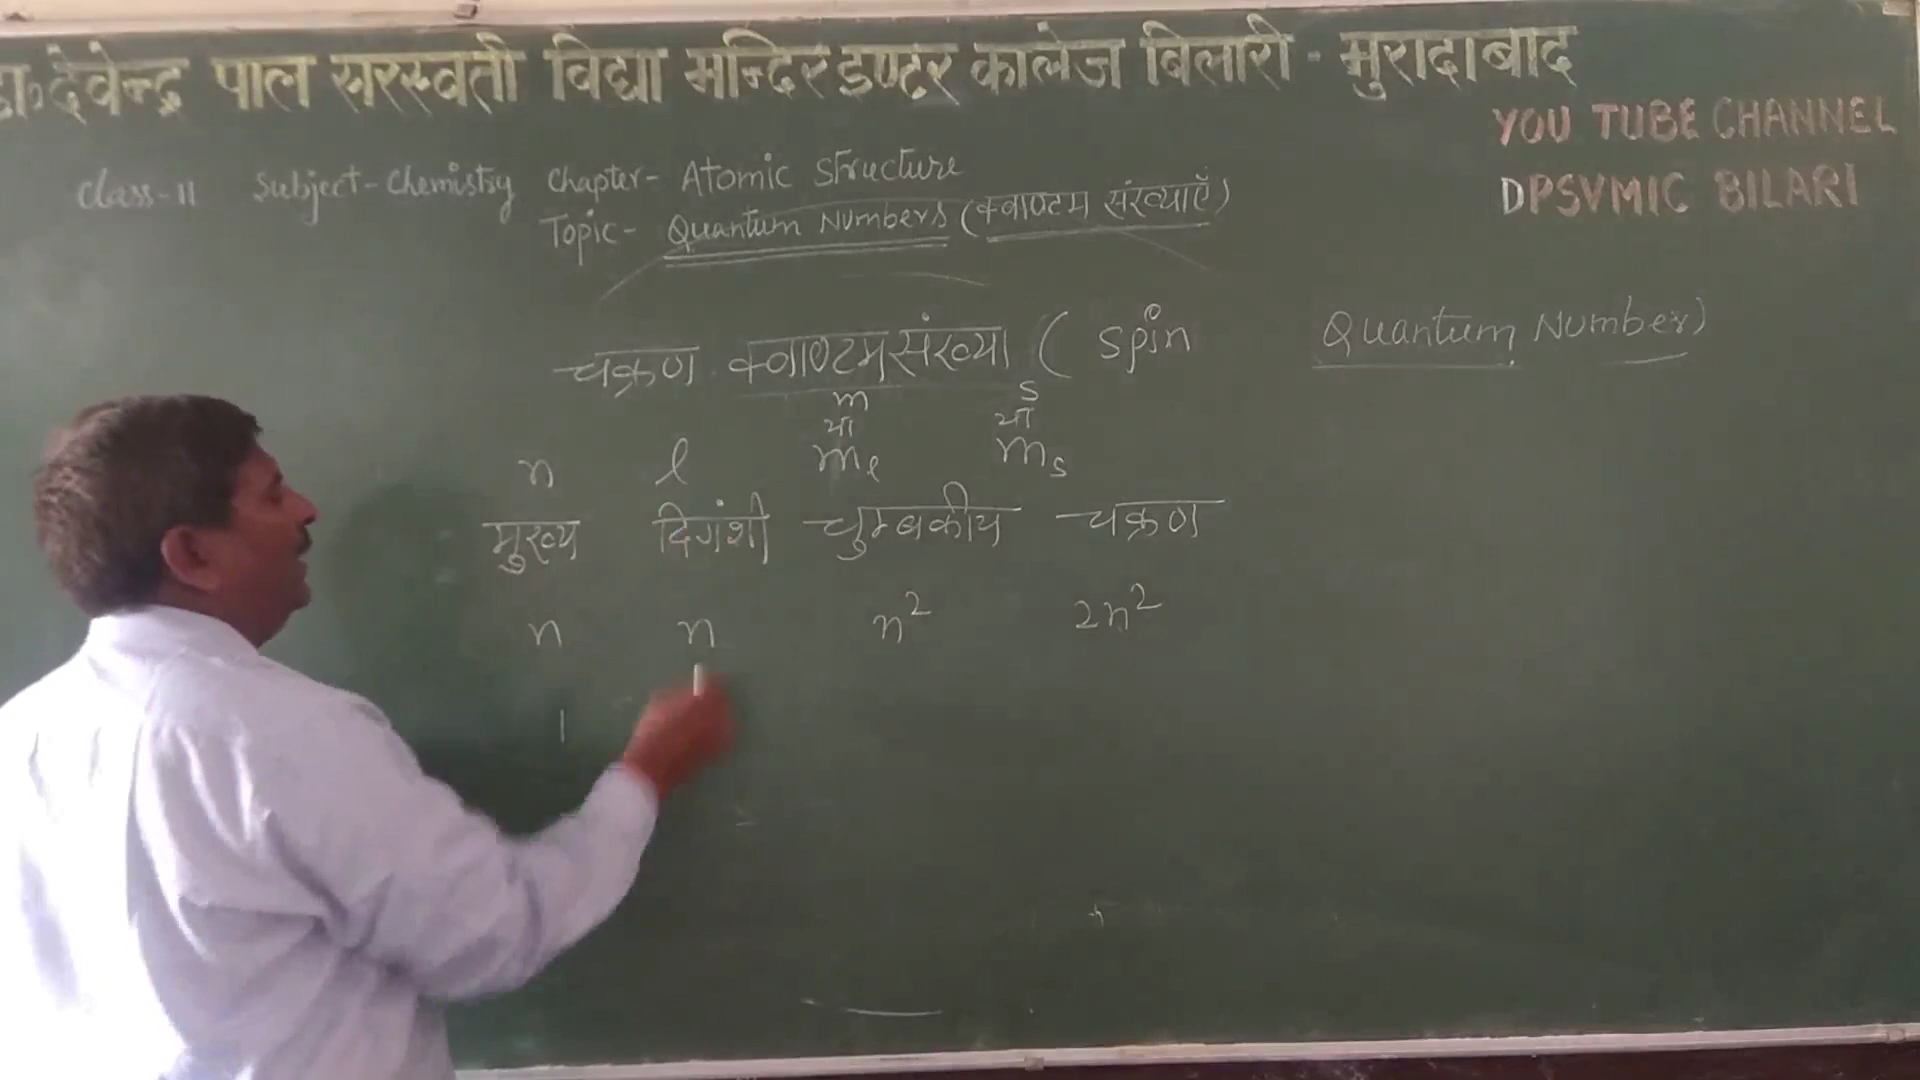 डा॰ देवेन्द्र पाल सरस्वती विद्या मन्दिर इण्टर कालेज बिलारी - मुरादाबाद
YOU TUBE CHANNEL
DPSVMIC BILARI
Class-11 Subject-Chemistry Chapter- Atomic Structure
Topic- Quantum Numbers (क्वाण्टम संख्याएँ)
चक्रण क्वाण्टम संख्या ( Spin Quantum Number)
m s
या या
n l mℓ ms
मुख्य दिगंशी चुम्बकीय चक्रण
n n n² 2n²
1